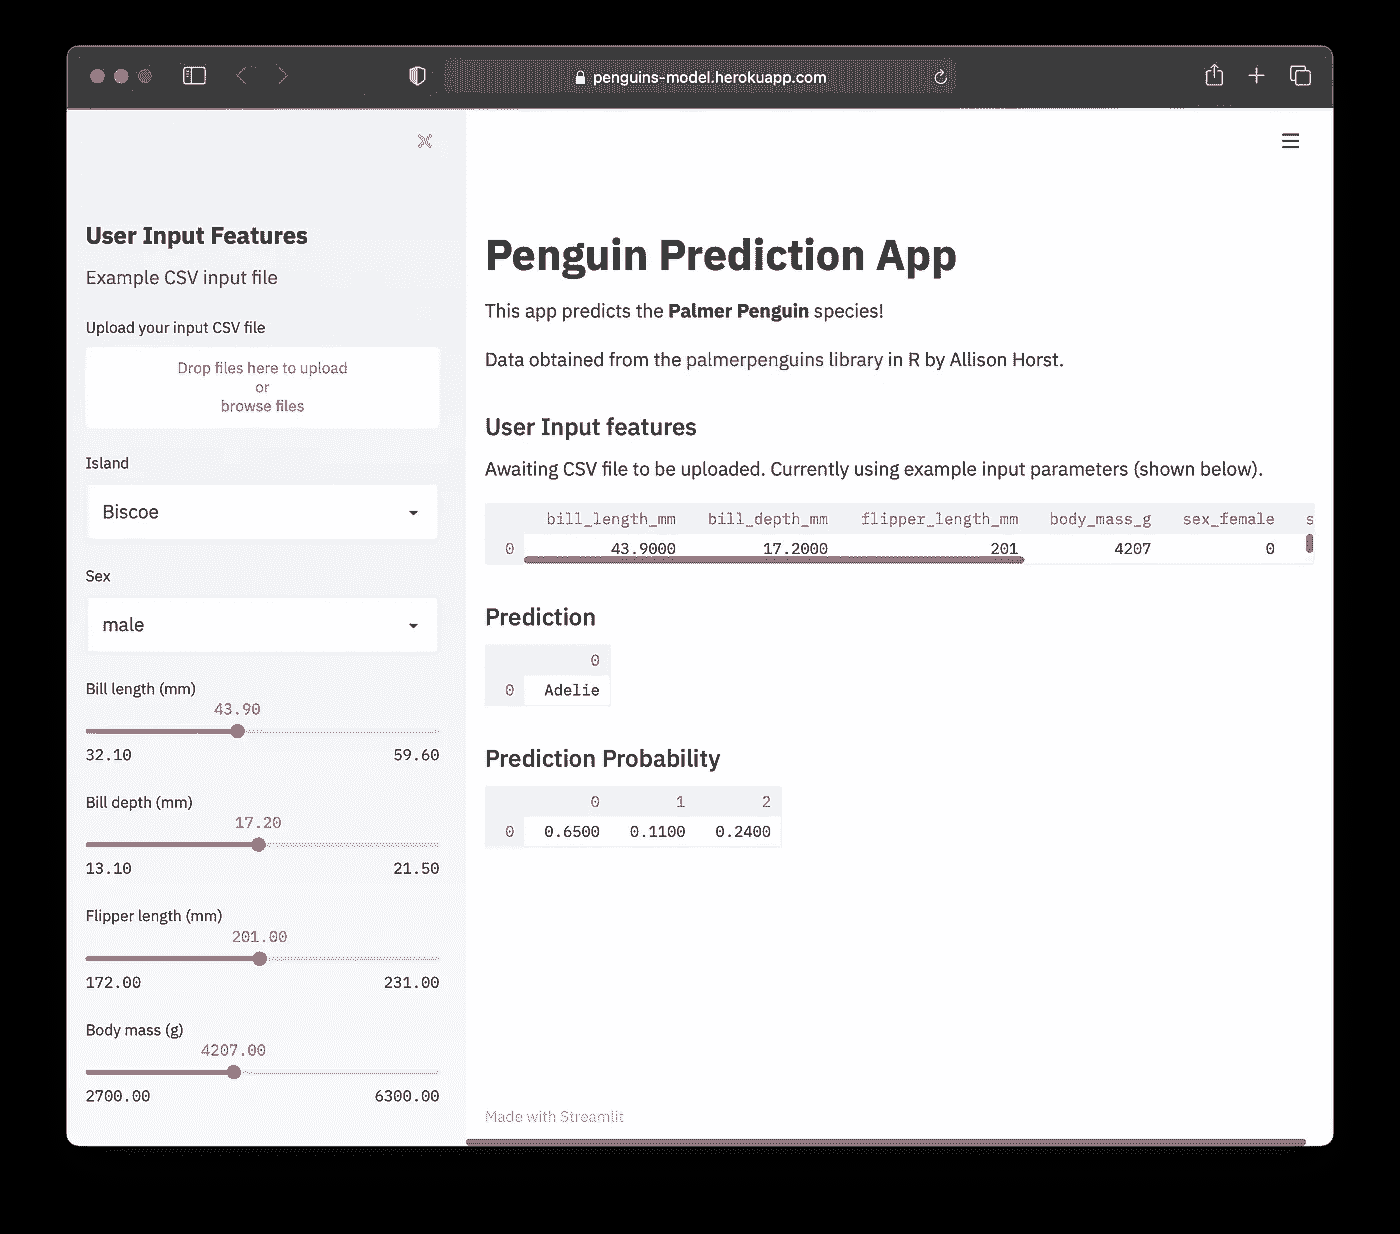 penguins-model.herokuapp.com
User Input Features
Example CSV input file
Upload your input CSV file
Drop files here to upload
or
browse files
Island
Biscoe
Sex
male
Bill length (mm)
43.90
32.10 59.60
Bill depth (mm)
17.20
13.10 21.50
Flipper length (mm)
201.00
172.00 231.00
Body mass (g)
4207.00
2700.00 6300.00
Penguin Prediction App
This app predicts the Palmer Penguin species!
Data obtained from the palmerpenguins library in R by Allison Horst.
User Input features
Awaiting CSV file to be uploaded. Currently using example input parameters (shown below).
bill_length_mm bill_depth_mm flipper_length_mm body_mass_g sex_female s
0 43.9000 17.2000 201 4207 0
Prediction
0
0 Adelie
Prediction Probability
0 1 2
0 0.6500 0.1100 0.2400
Made with Streamlit